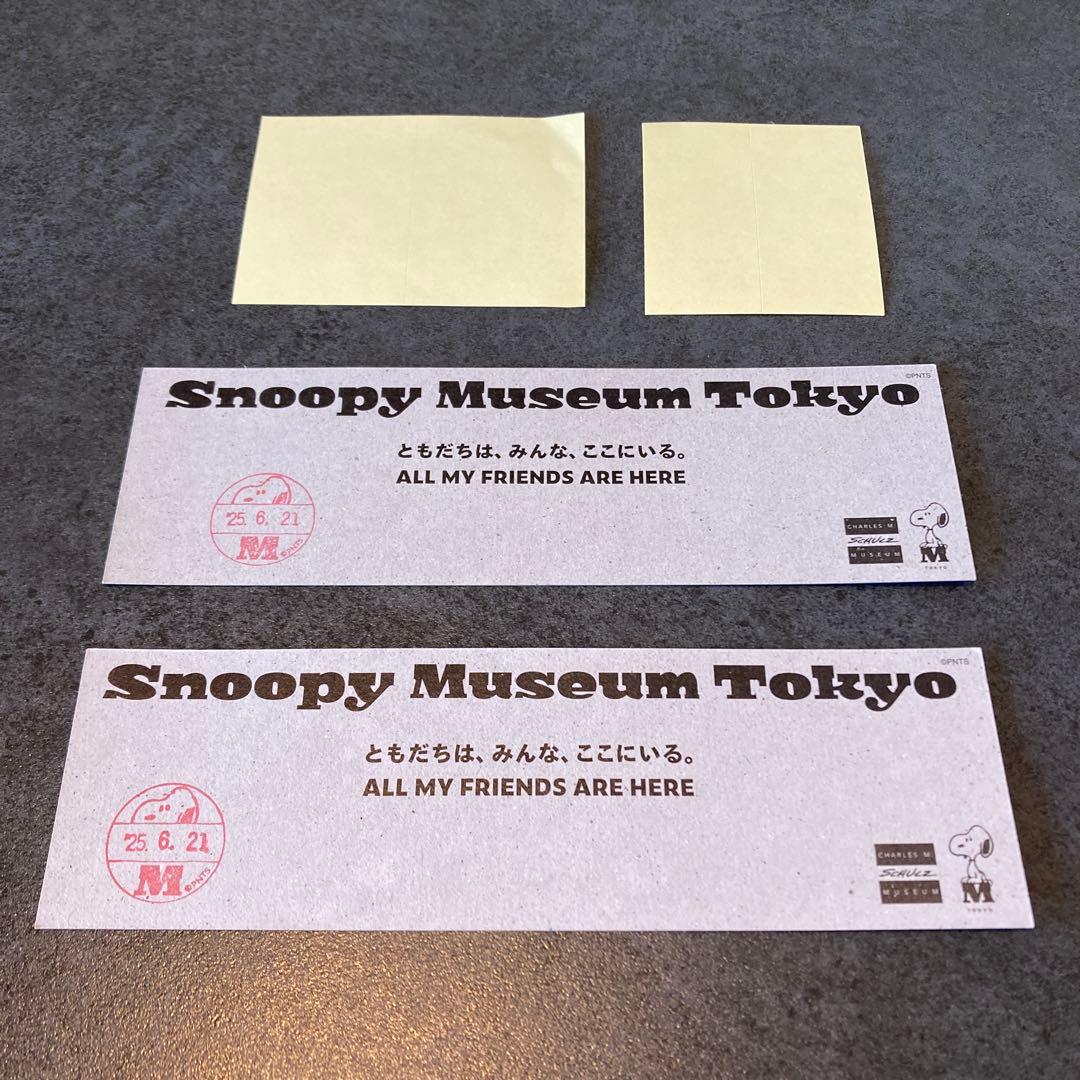 ©PNTS
Snoopy Museum Tokyo
ともだちは、みんな、ここにいる。
ALL MY FRIENDS ARE HERE
'25. 6. 21
M
©PNTS
CHARLES M.
SCHULZ
MUSEUM
M
TOKYO
©PNTS
Snoopy Museum Tokyo
ともだちは、みんな、ここにいる。
ALL MY FRIENDS ARE HERE
'25. 6. 21
M
©PNTS
CHARLES M.
SCHULZ
MUSEUM
M
TOKYO